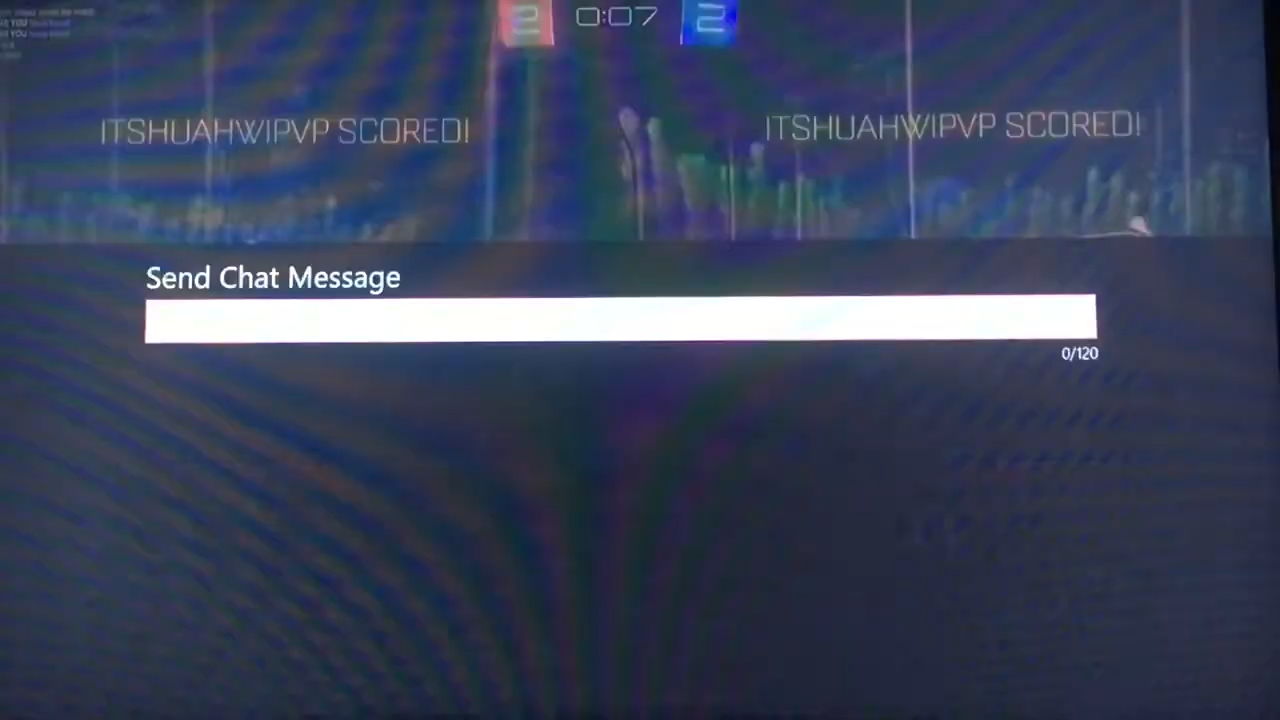 2 0:07 2
ITSHUAHWIPVP SCORED! ITSHUAHWIPVP SCORED!
Send Chat Message
0/120